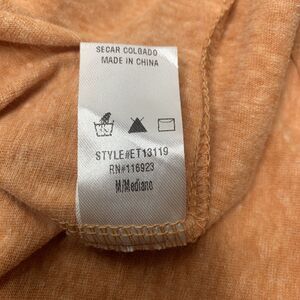 SECAR COLGADO
MADE IN CHINA
STYLE#ET13119
RN#116923
M/Mediano